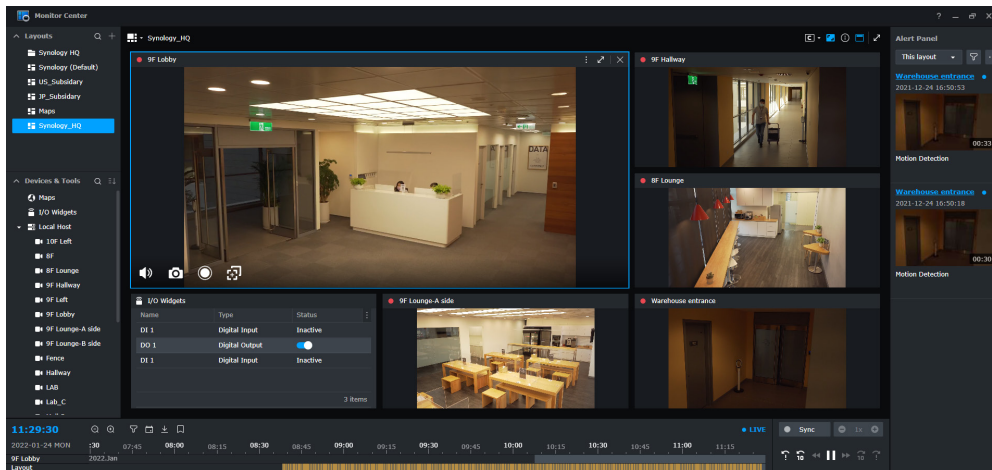 Monitor Center
?
Layouts
Synology HQ
Synology (Default)
US_Subsidary
JP_Subsidary
Maps
Synology_HQ
Devices & Tools
Maps
I/O Widgets
Local Host
10F Left
8F
8F Lounge
9F Hallway
9F Left
9F Lobby
9F Lounge-A side
9F Lounge-B side
Fence
Hallway
LAB
Lab_C
Synology_HQ
9F Lobby
DATA
9F Hallway
8F Lounge
I/O Widgets
Name Type Status
DI 1 Digital Input Inactive
DO 1 Digital Output
DI 1 Digital Input Inactive
3 items
9F Lounge-A side
Warehouse entrance
Alert Panel
This layout
Warehouse entrance
2021-12-24 16:50:53
00:33
Motion Detection
Warehouse entrance
2021-12-24 16:50:18
00:30
Motion Detection
11:29:30
LIVE
Sync
1x
2022-01-24 MON
:30 07:45 08:00 08:15 08:30 08:45 09:00 09:15 09:30 09:45 10:00 10:15 10:30 10:45 11:00 11:15
9F Lobby
2022.Jan
Layout
10
10